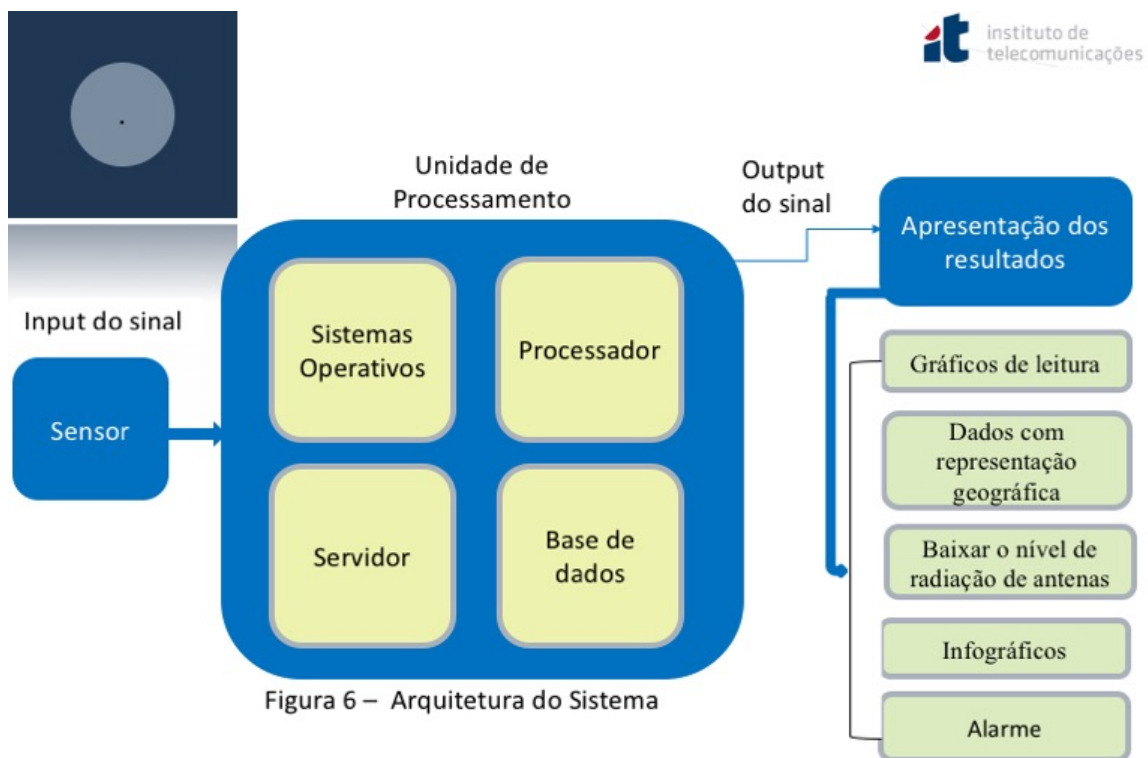 it instituto de
telecomunicações
Unidade de
Processamento
Output
do sinal
Apresentação dos
resultados
Input do sinal
Sensor
Sistemas
Operativos
Processador
Servidor
Base de
dados
Gráficos de leitura
Dados com
representação
geográfica
Baixar o nível de
radiação de antenas
Infográficos
Alarme
Figura 6 – Arquitetura do Sistema